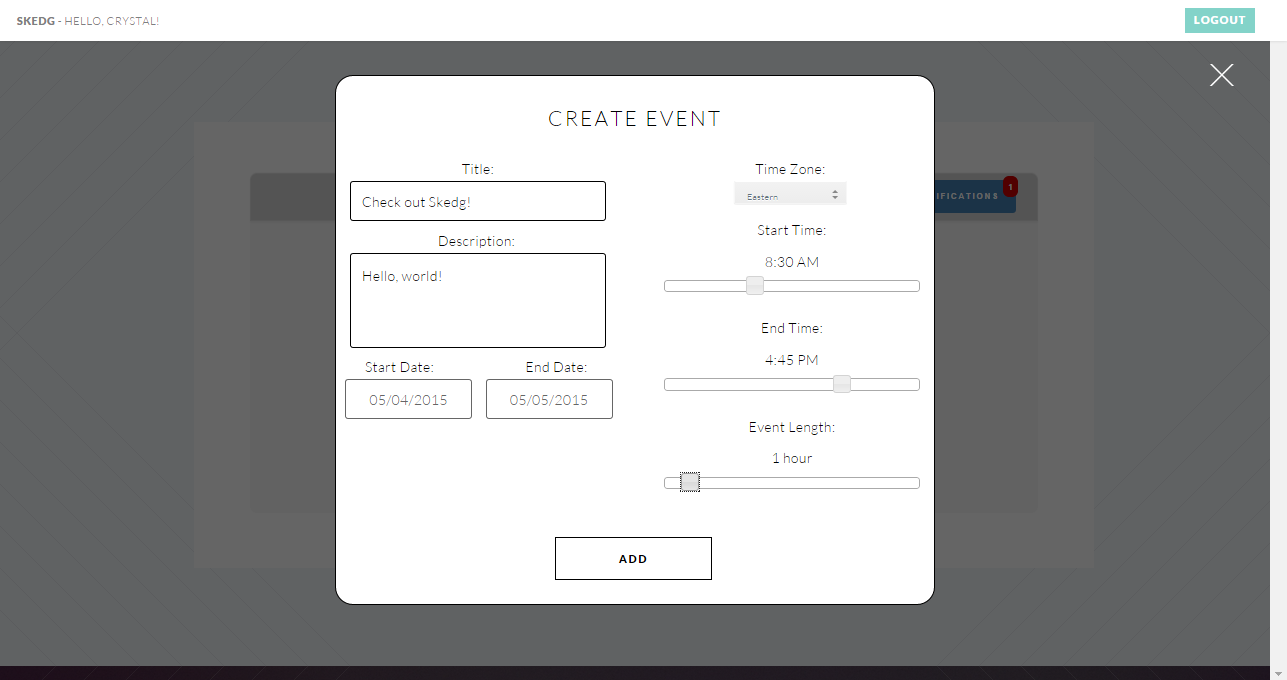 SKEDG - HELLO, CRYSTAL!
LOGOUT
CREATE EVENT
Title:
Check out Skedg!
Description:
Hello, world!
Start Date:
End Date:
05/04/2015
05/05/2015
Time Zone:
Eastern
Start Time:
8:30 AM
End Time:
4:45 PM
Event Length:
1 hour
ADD
IFICATIONS
1